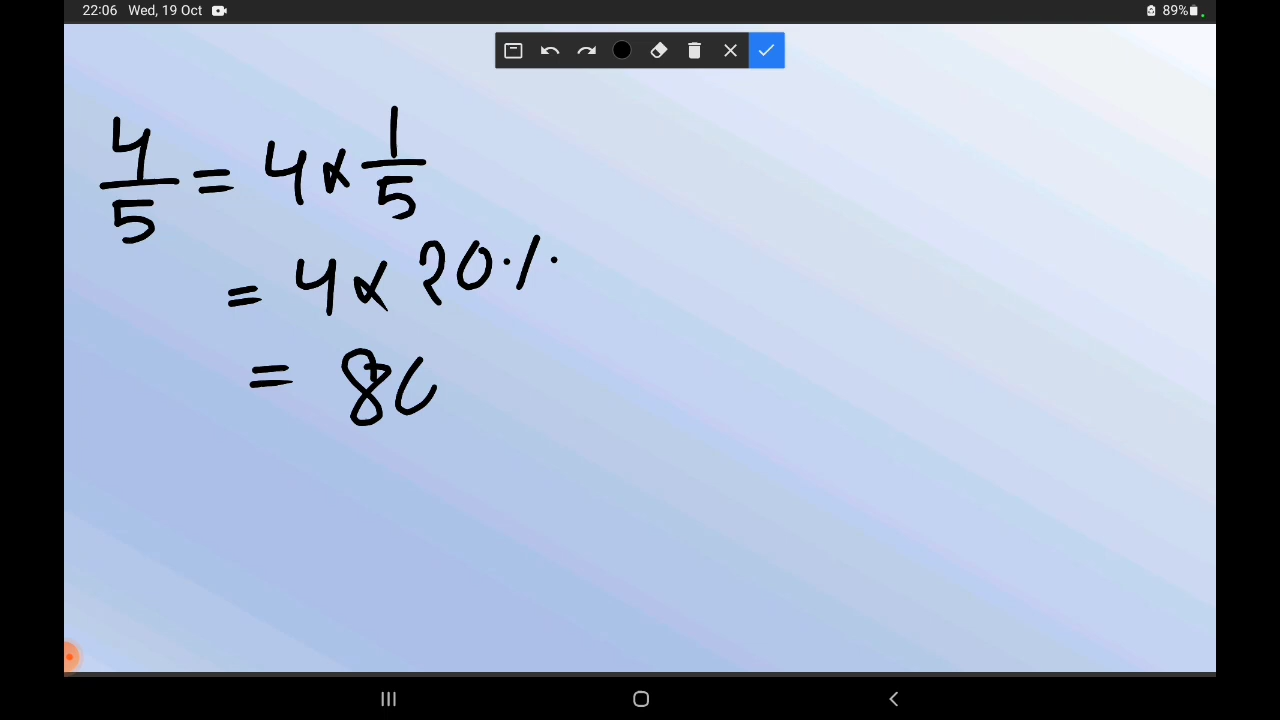 22:06 Wed, 19 Oct 89%
4/5 = 4 × 1/5
= 4 × 20%
= 80